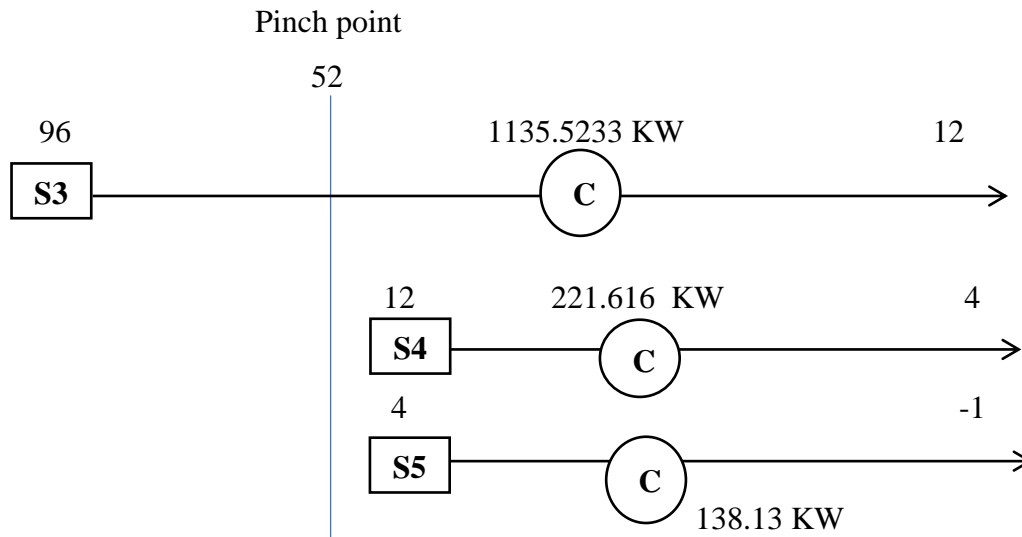 Pinch point
52
96
1135.5233 KW
12
S3
C
12
221.616 KW
4
S4
C
4
-1
S5
C
138.13 KW